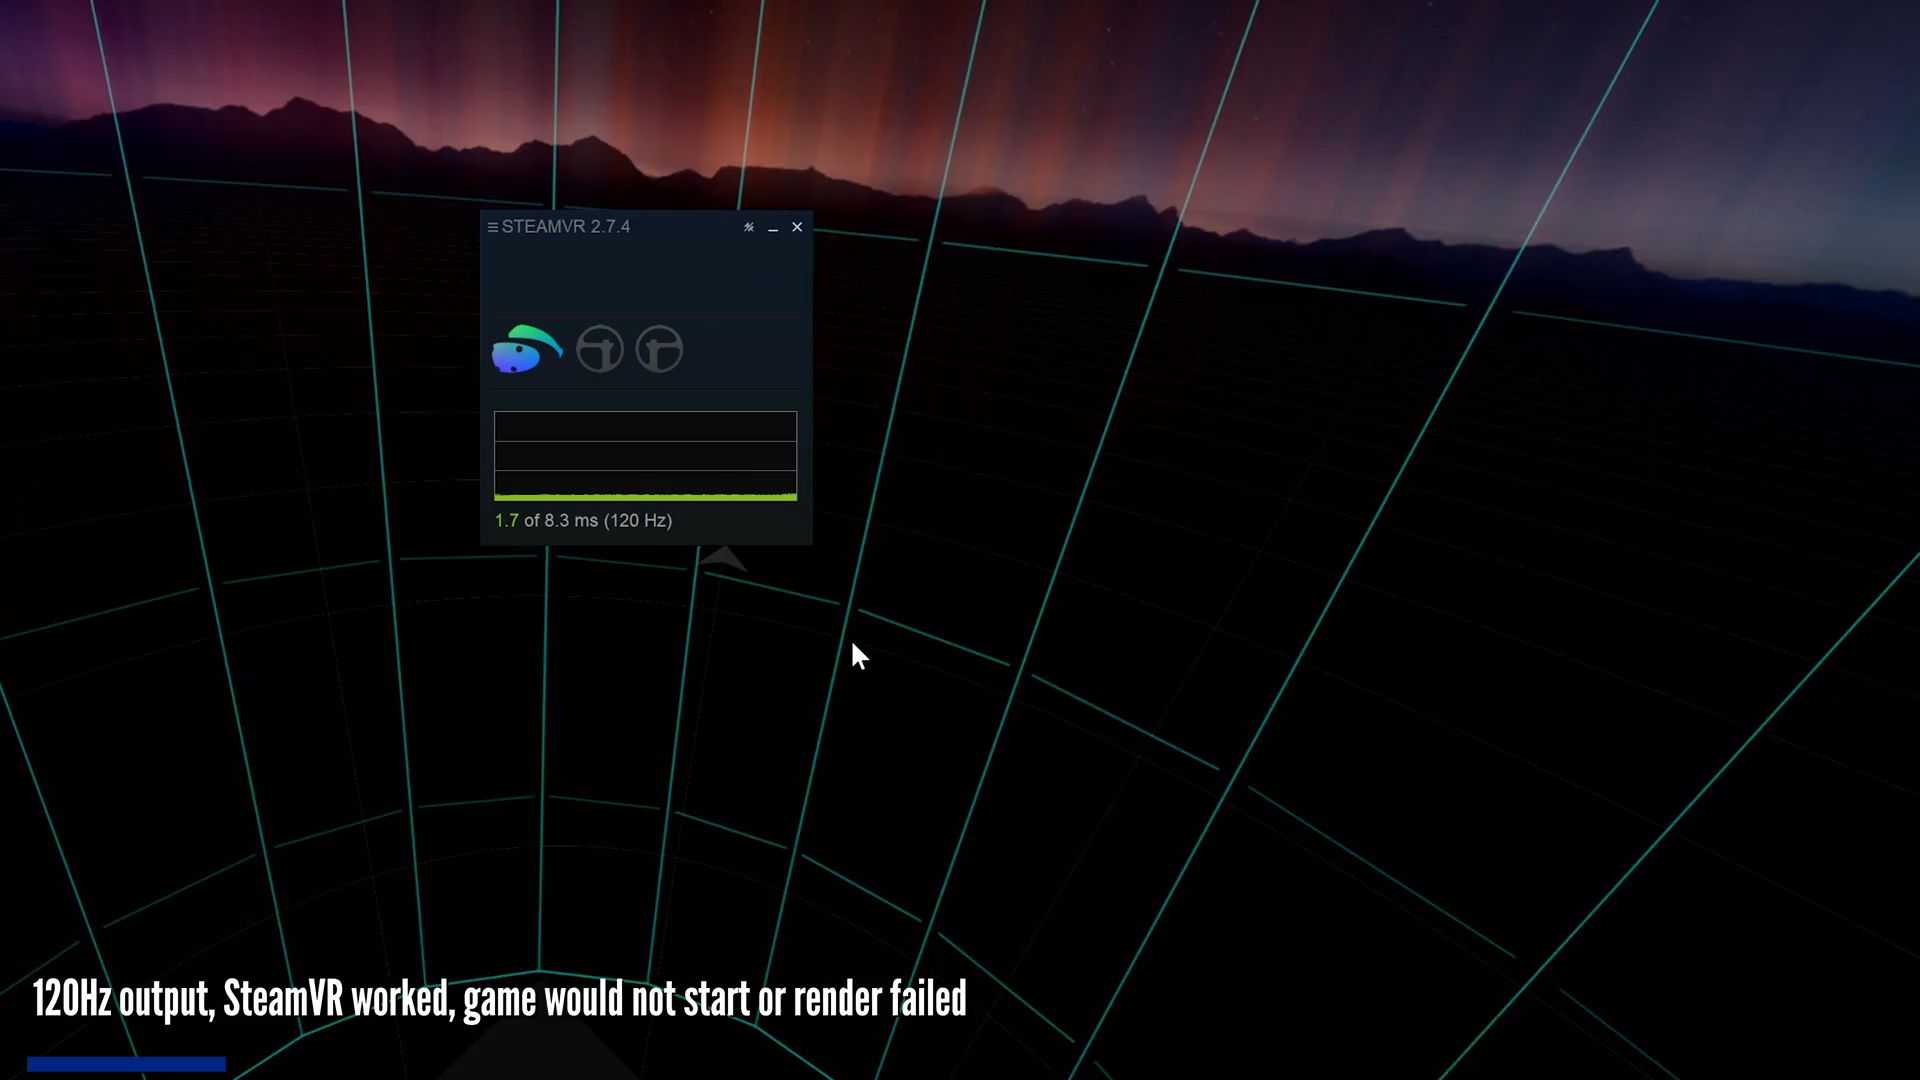 STEAMVR 2.7.4
1.7 of 8.3 ms (120 Hz)
120Hz output, SteamVR worked, game would not start or render failed